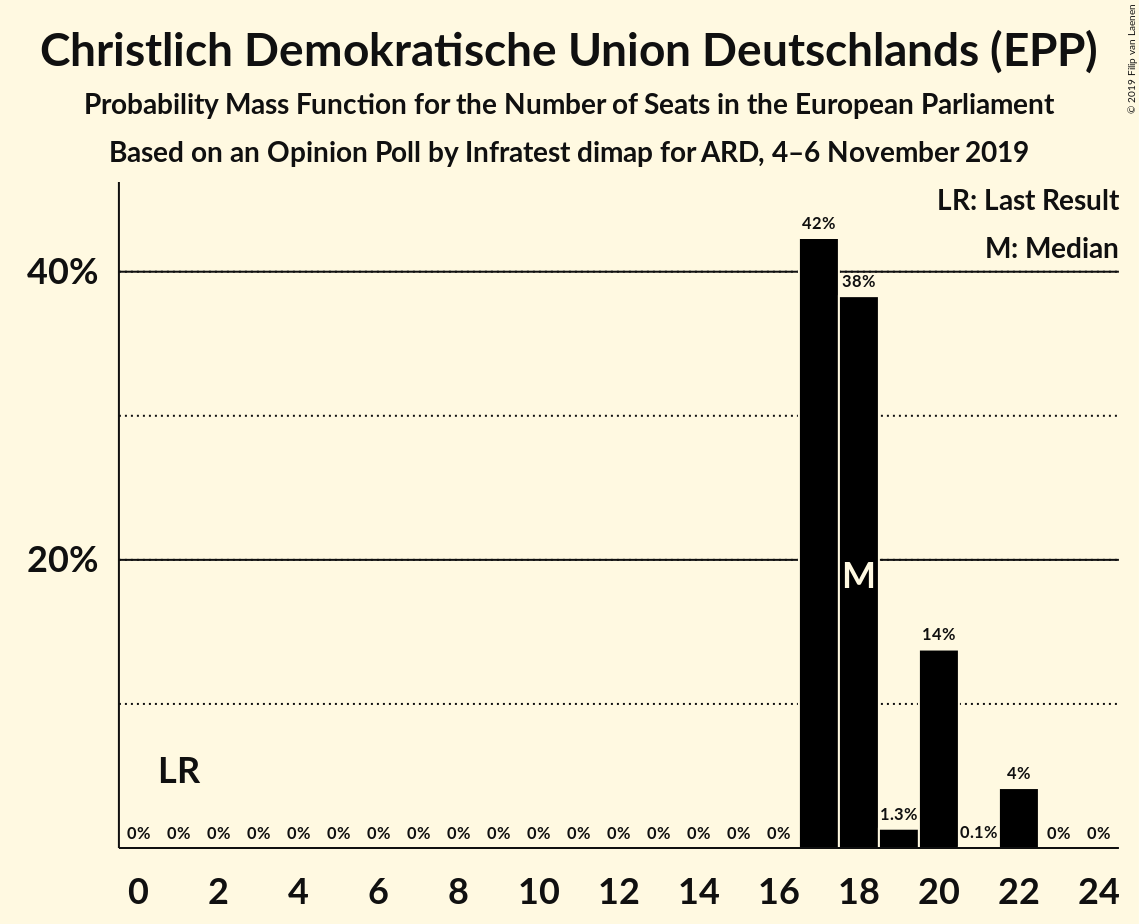 Christlich Demokratische Union Deutschlands (EPP)
Probability Mass Function for the Number of Seats in the European Parliament
Based on an Opinion Poll by Infratest dimap for ARD, 4–6 November 2019
© 2019 Filip van Laenen
LR: Last Result
M: Median
42%
40%
38%
20%
M
14%
LR
4%
1.3%
0% 0% 0% 0% 0% 0% 0% 0% 0% 0% 0% 0% 0% 0% 0% 0% 0% 0.1% 0% 0%
0 2 4 6 8 10 12 14 16 18 20 22 24